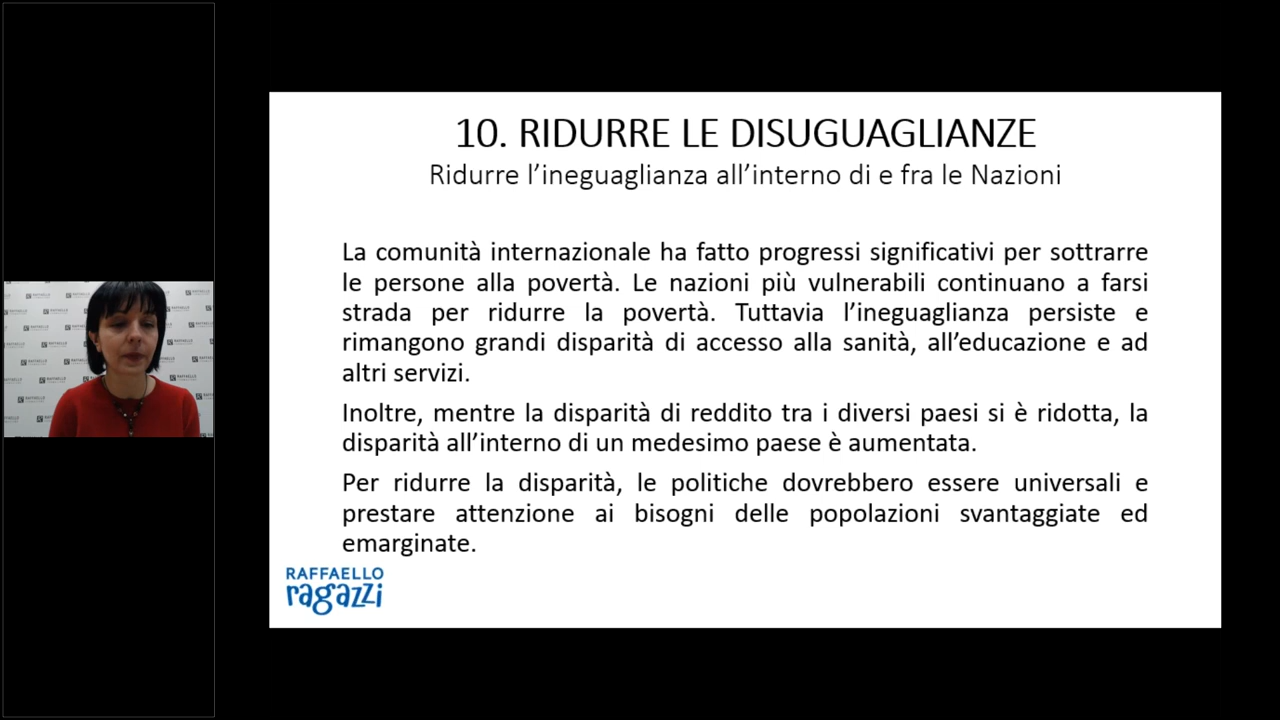 10. RIDURRE LE DISUGUAGLIANZE
Ridurre l’ineguaglianza all’interno di e fra le Nazioni
La comunità internazionale ha fatto progressi significativi per sottrarre
le persone alla povertà. Le nazioni più vulnerabili continuano a farsi
strada per ridurre la povertà. Tuttavia l’ineguaglianza persiste e
rimangono grandi disparità di accesso alla sanità, all’educazione e ad
altri servizi.
Inoltre, mentre la disparità di reddito tra i diversi paesi si è ridotta, la
disparità all’interno di un medesimo paese è aumentata.
Per ridurre la disparità, le politiche dovrebbero essere universali e
prestare attenzione ai bisogni delle popolazioni svantaggiate ed
emarginate.
RAFFAELLO
ragazzi